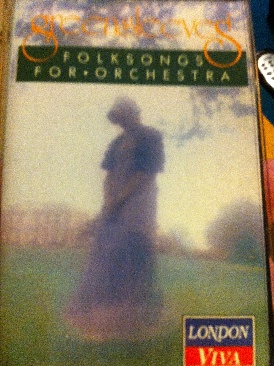 greensleeves
FOLKSONGS
FOR • ORCHESTRA
LONDON
VIVA